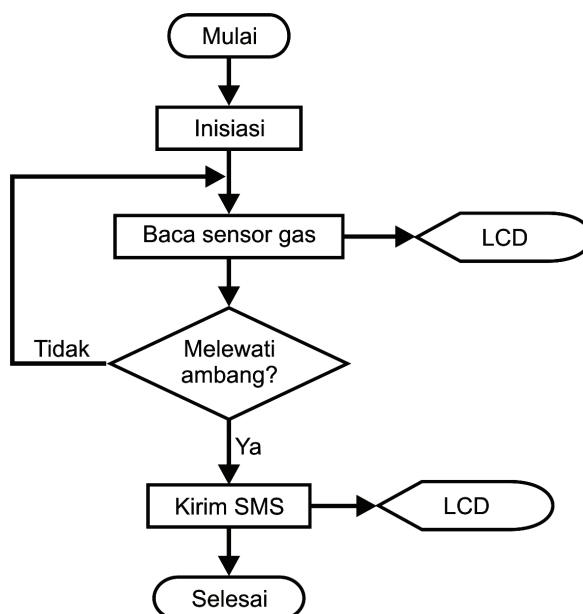 Mulai
Inisiasi
Baca sensor gas
LCD
Tidak
Melewati
ambang?
Ya
Kirim SMS
LCD
Selesai